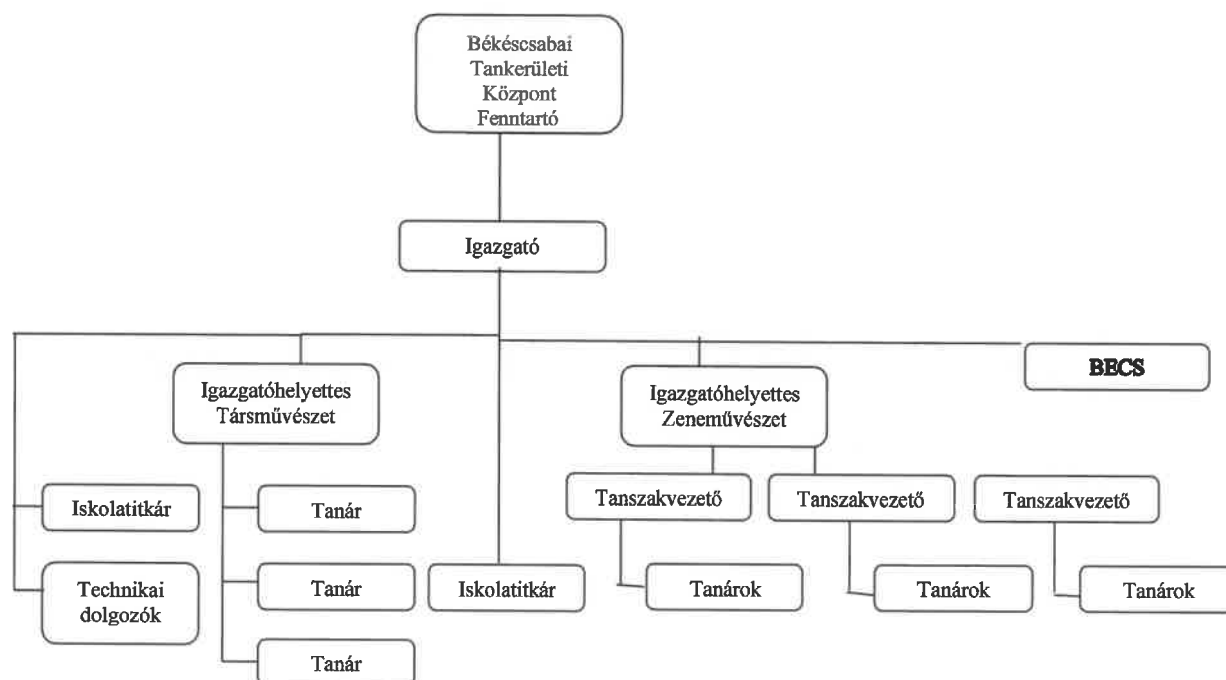 Békéscsabai
Tankerületi
Központ
Fenntartó
Igazgató
BECS
Igazgatóhelyettes
Társművészet
Igazgatóhelyettes
Zeneművészet
Iskolatitkár
Tanár
Tanszakvezető
Tanszakvezető
Tanszakvezető
Technikai
dolgozók
Tanár
Iskolatitkár
Tanárok
Tanárok
Tanárok
Tanár